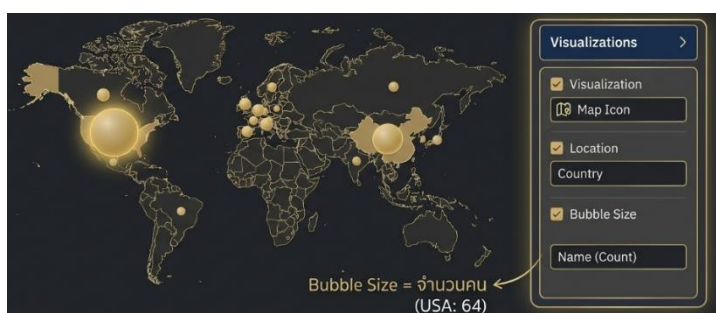 Visualizations >
Visualization
Map Icon
Location
Country
Bubble Size
Name (Count)
Bubble Size = จำนวนคน
(USA: 64)